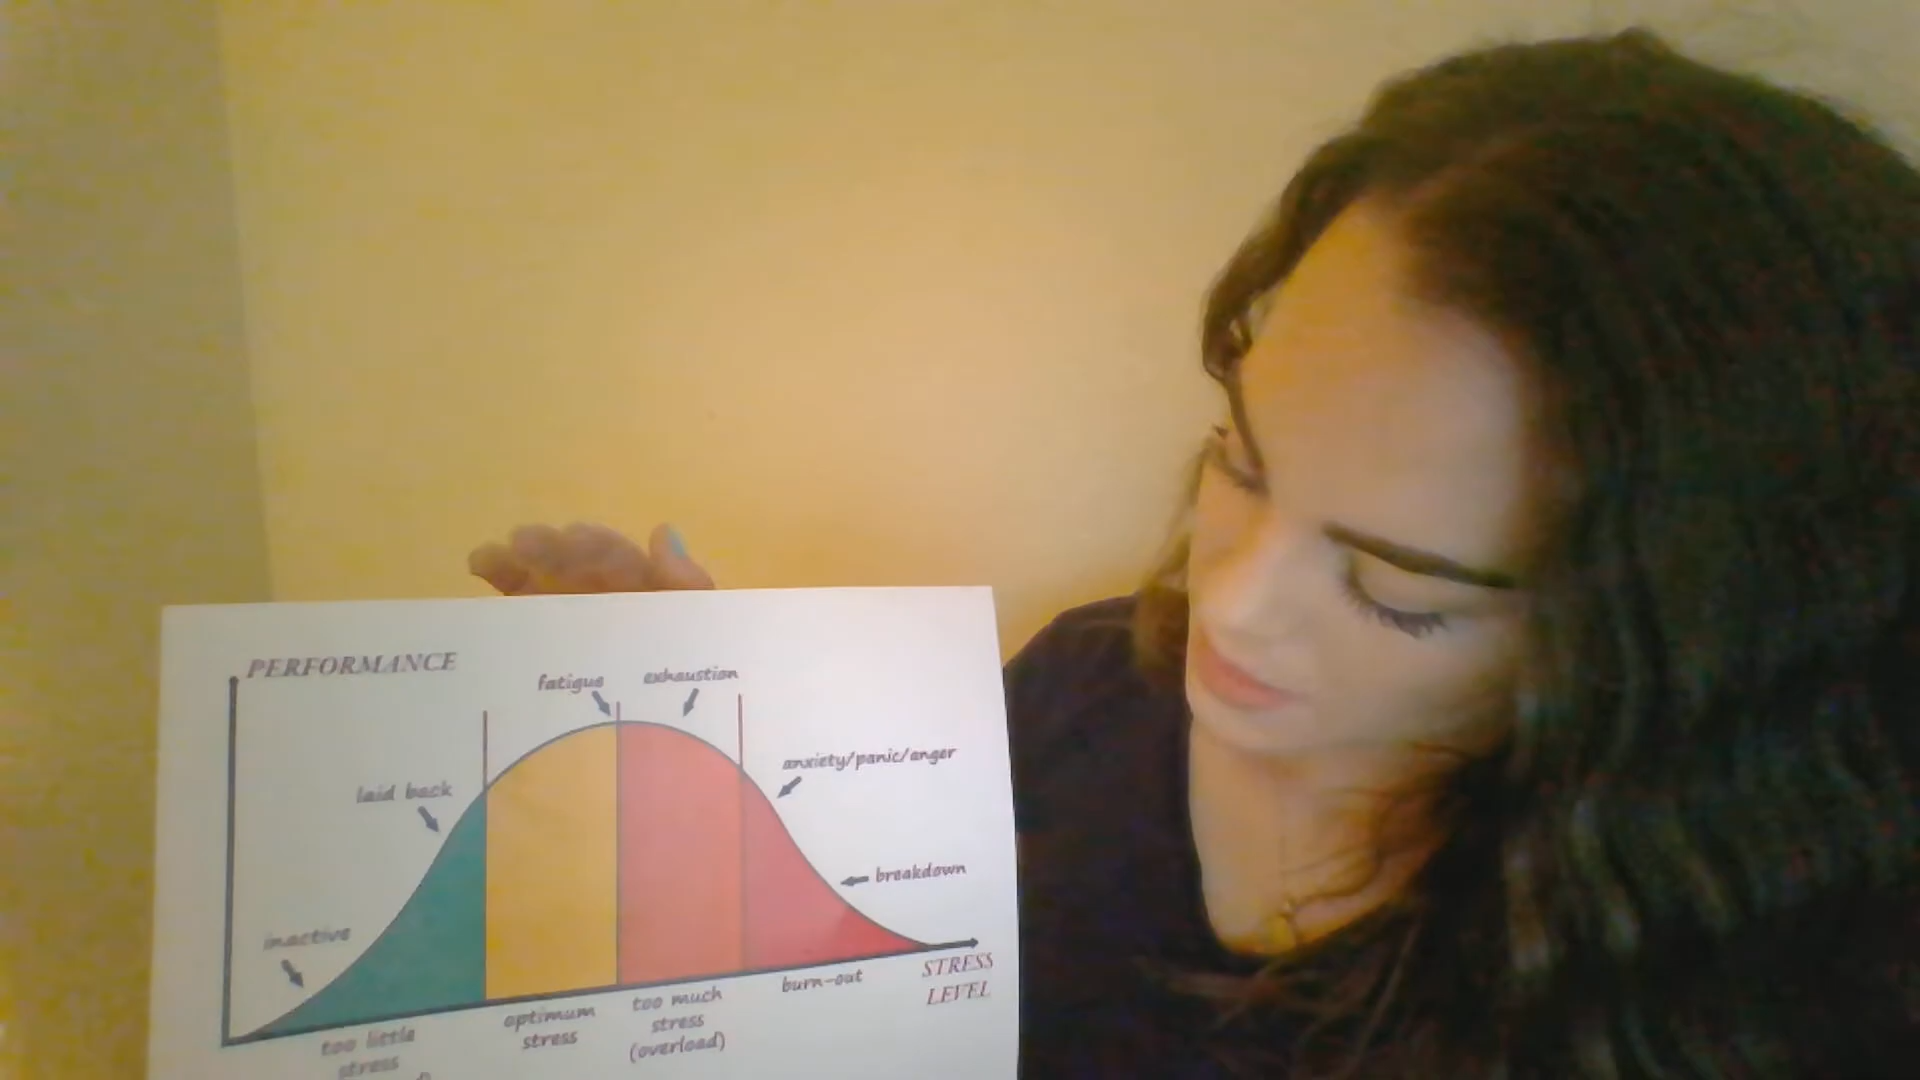 PERFORMANCE
fatigue
exhaustion
anxiety/panic/anger
laid back
breakdown
inactive
STRESS
LEVEL
burn-out
too much
stress
(overload)
optimum
stress
too little
stress